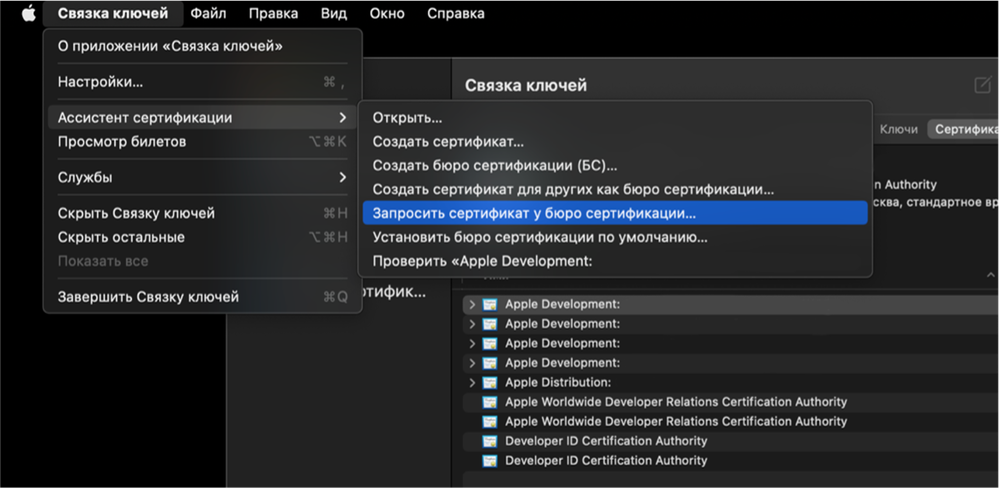 Связка ключей Файл Правка Вид Окно Справка
О приложении «Связка ключей»
Настройки... ⌘ ,
Ассистент сертификации
Просмотр билетов ⌥⌘K
Службы
Скрыть Связку ключей ⌘H
Скрыть остальные ⌥⌘H
Показать все
Завершить Связку ключей ⌘Q
Открыть...
Создать сертификат...
Создать бюро сертификации (БС)...
Создать сертификат для других как бюро сертификации...
Запросить сертификат у бюро сертификации...
Установить бюро сертификации по умолчанию...
Проверить «Apple Development:
Связка ключей
Ключи Сертифика
n Authority
сква, стандартное вр
ртифик...
Apple Development:
Apple Development:
Apple Development:
Apple Development:
Apple Distribution:
Apple Worldwide Developer Relations Certification Authority
Apple Worldwide Developer Relations Certification Authority
Developer ID Certification Authority
Developer ID Certification Authority